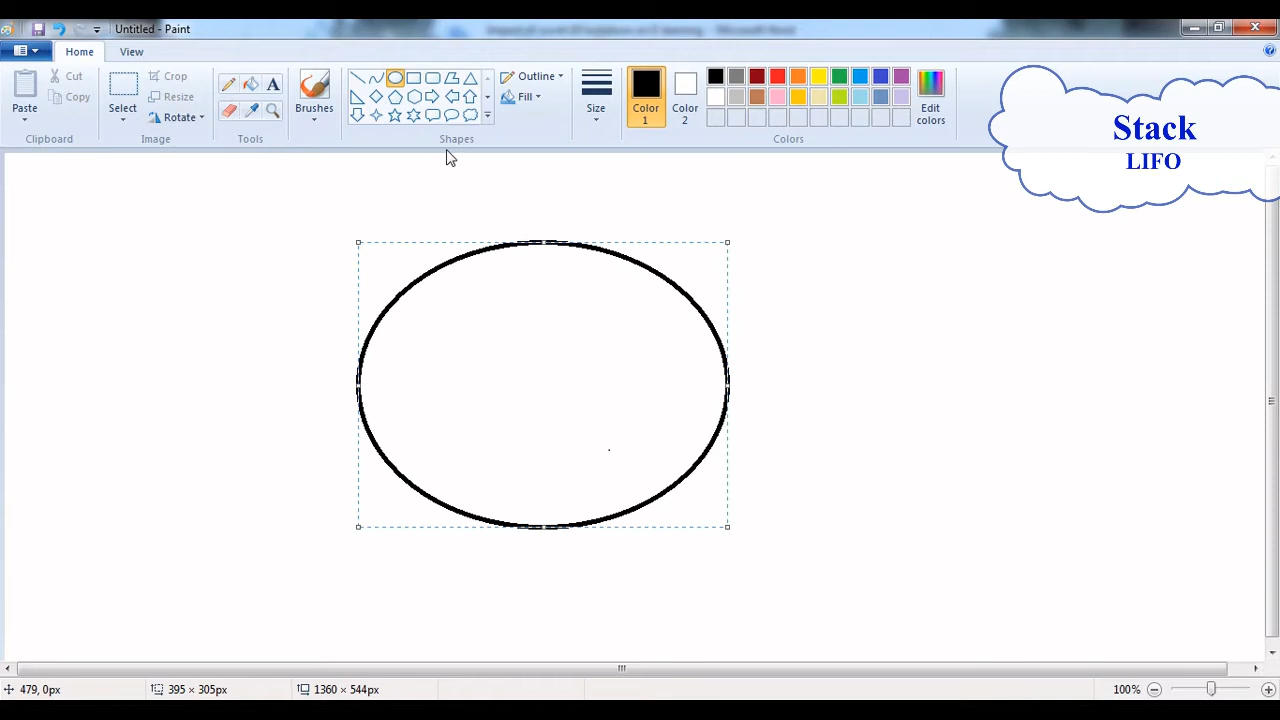 Untitled - Paint
Home
View
Paste
Cut
Copy
Clipboard
Select
Crop
Resize
Rotate
Image
Tools
Brushes
Shapes
Outline
Fill
Size
Color 1
Color 2
Edit colors
Colors
Stack
LIFO
479, 0px
395 × 305px
1360 × 544px
100%